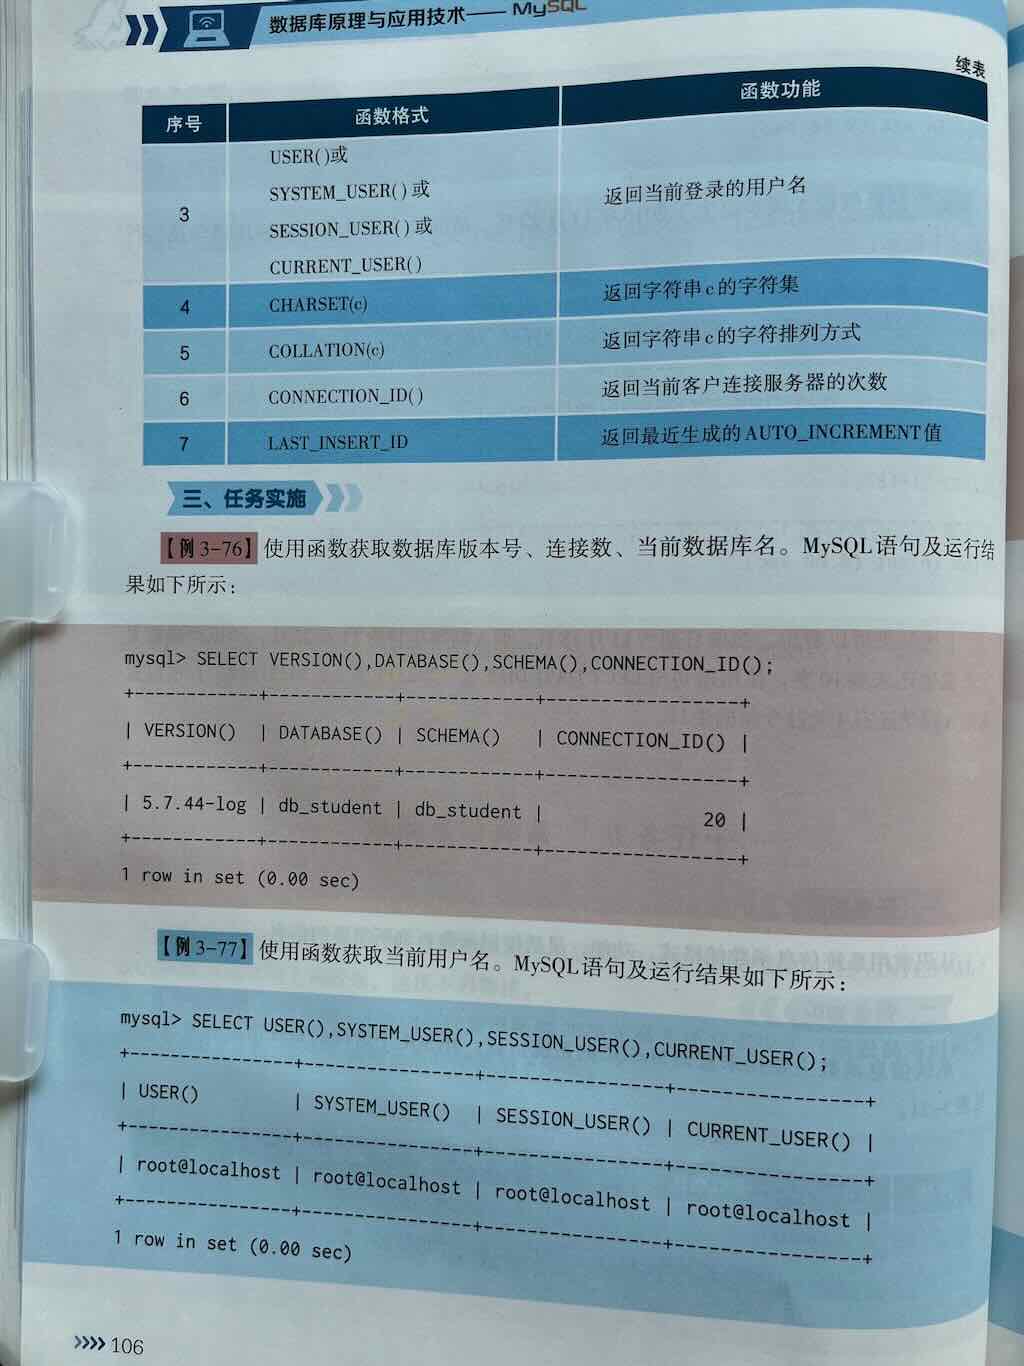 数据库原理与应用技术—— MySQL
续表
序号 函数格式 函数功能
3 USER()或 返回当前登录的用户名
SYSTEM_USER()或
SESSION_USER()或
CURRENT_USER()
4 CHARSET(c) 返回字符串c的字符集
5 COLLATION(c) 返回字符串c的字符排列方式
6 CONNECTION_ID() 返回当前客户连接服务器的次数
7 LAST_INSERT_ID 返回最近生成的AUTO_INCREMENT值
三、任务实施
【例 3-76】使用函数获取数据库版本号、连接数、当前数据库名。MySQL语句及运行结
果如下所示：
mysql> SELECT VERSION(),DATABASE(),SCHEMA(),CONNECTION_ID();
+------------+------------+------------+-----------------+
| VERSION() | DATABASE() | SCHEMA() | CONNECTION_ID() |
+------------+------------+------------+-----------------+
| 5.7.44-log | db_student | db_student | 20 |
+------------+------------+------------+-----------------+
1 row in set (0.00 sec)
【例 3-77】使用函数获取当前用户名。MySQL语句及运行结果如下所示：
mysql> SELECT USER(),SYSTEM_USER(),SESSION_USER(),CURRENT_USER();
+----------------+----------------+----------------+----------------+
| USER() | SYSTEM_USER() | SESSION_USER() | CURRENT_USER() |
+----------------+----------------+----------------+----------------+
| root@localhost | root@localhost | root@localhost | root@localhost |
+----------------+----------------+----------------+----------------+
1 row in set (0.00 sec)
>>>> 106